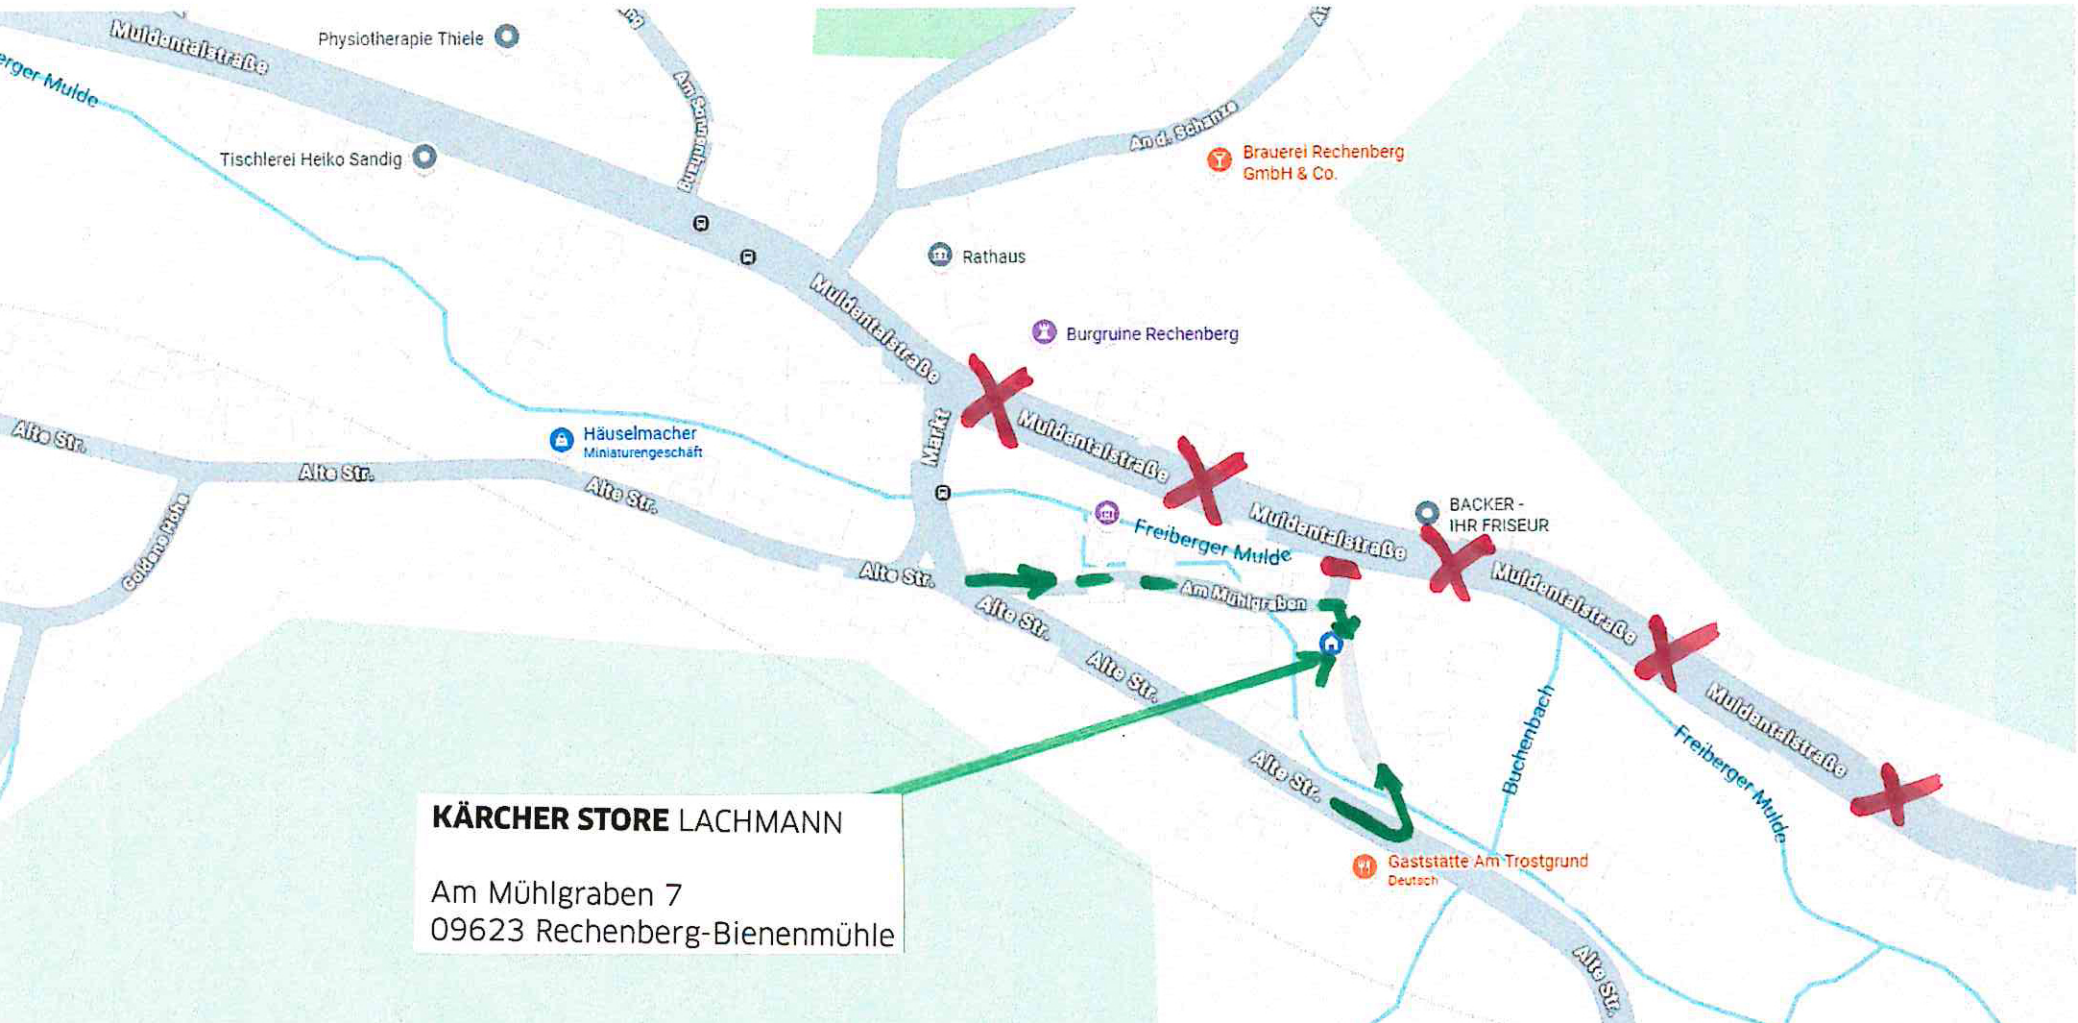 Muldentalstraße
Physiotherapie Thiele
erger Mulde
Am Sonnenhang
Tischlerei Heiko Sandig
Burgstr.
An d. Schanze
Brauerei Rechenberg
GmbH & Co.
Rathaus
Muldentalstraße
Burgruine Rechenberg
Markt
Muldentalstraße
Alte Str.
Häuselmacher
Miniaturengeschäft
Alte Str.
Alte Str.
Goldene Höhe
Freiberger Mulde
Muldentalstraße
BACKER -
IHR FRISEUR
Alte Str.
Am Mühlgraben
Muldentalstraße
Alte Str.
Alte Str.
Buchenbach
Freiberger Mulde
Muldentalstraße
Alte Str.
KÄRCHER STORE LACHMANN
Am Mühlgraben 7
09623 Rechenberg-Bienenmühle
Gaststätte Am Trostgrund
Deutsch
Alte Str.